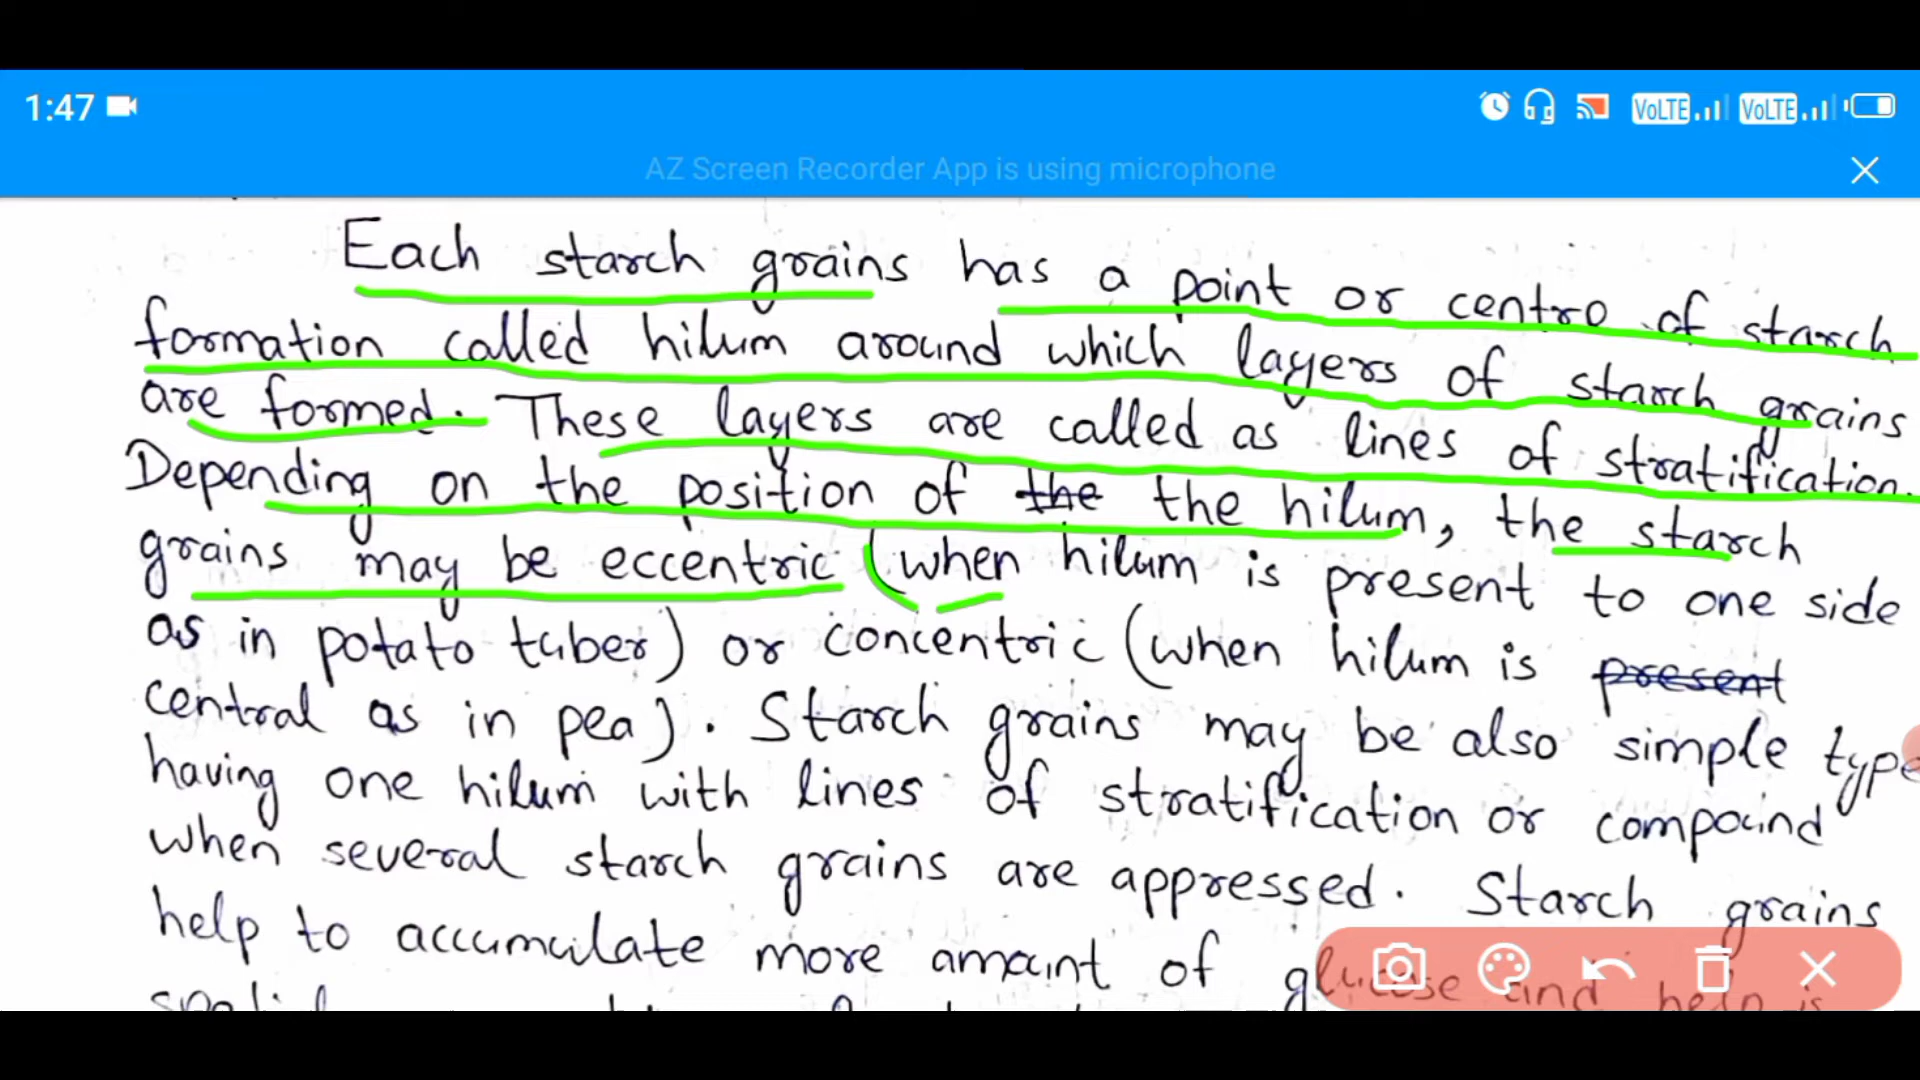 1:47
VoLTE VoLTE
AZ Screen Recorder App is using microphone
Each starch grains has a point or centre of starch
formation called hilum around which layers of starch grains
are formed. These layers are called as lines of stratification.
Depending on the position of the the hilum, the starch
grains may be eccentric (when hilum is present to one side
as in potato tuber) or concentric (when hilum is present
central as in pea). Starch grains may be also simple type
having one hilum with lines of stratification or compound
when several starch grains are appressed. Starch grains
help to accumulate more amount of glucose and help is